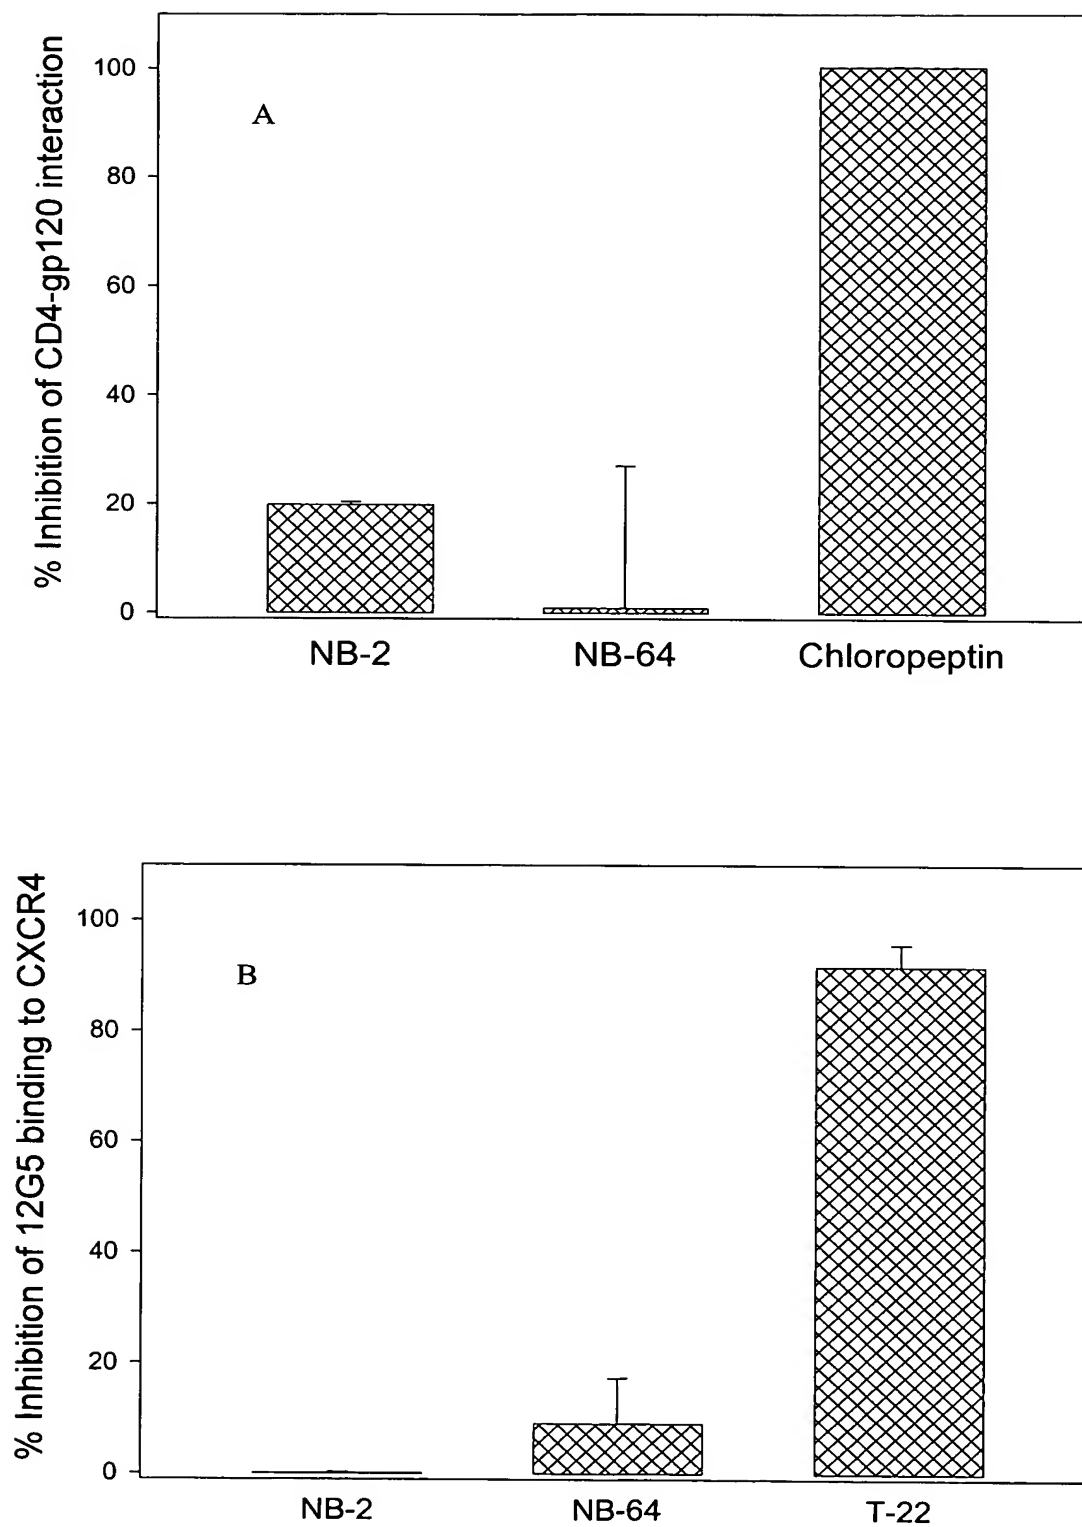 % Inhibition of CD4-gp120 interaction
100
80
60
40
20
0
A
NB-2 NB-64 Chloropeptin
% Inhibition of 12G5 binding to CXCR4
100
80
60
40
20
0
B
NB-2 NB-64 T-22